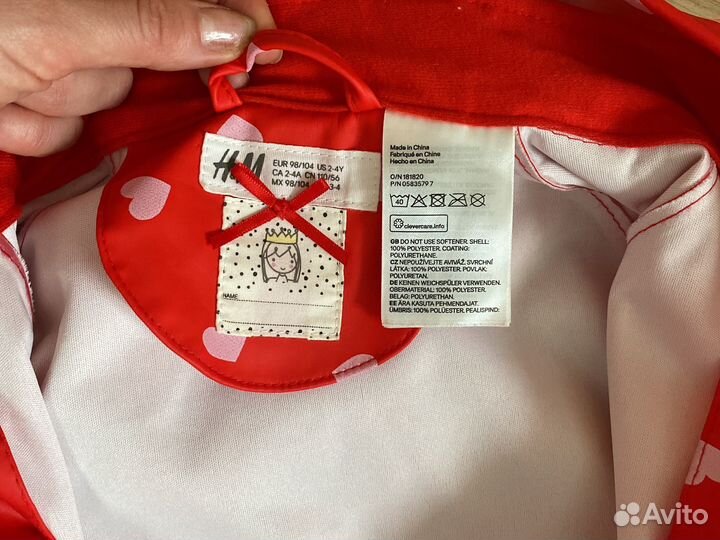 H&M
EUR 98/104 US 2-4Y
CA 2-4A CN 110/56
MX 98/104 3-4
NAME:
Made in China
Fabriqué en Chine
Hecho en China
O/N 181820
P/N 0583579 7
40
clevercare.info
GB DO NOT USE SOFTENER. SHELL:
100% POLYESTER. COATING:
POLYURETHANE.
CZ NEPOUŽÍVEJTE AVIVÁŽ. SVRCHNÍ
LÁTKA: 100% POLYESTER. POVLAK:
POLYURETAN.
DE KEINEN WEICHSPÜLER VERWENDEN.
OBERMATERIAL: 100% POLYESTER.
BELAG: POLYURETHAN.
EE ÄRA KASUTA PEHMENDAJAT.
ÜMBRIS: 100% POLÜESTER. PEALISPIND:
Avito